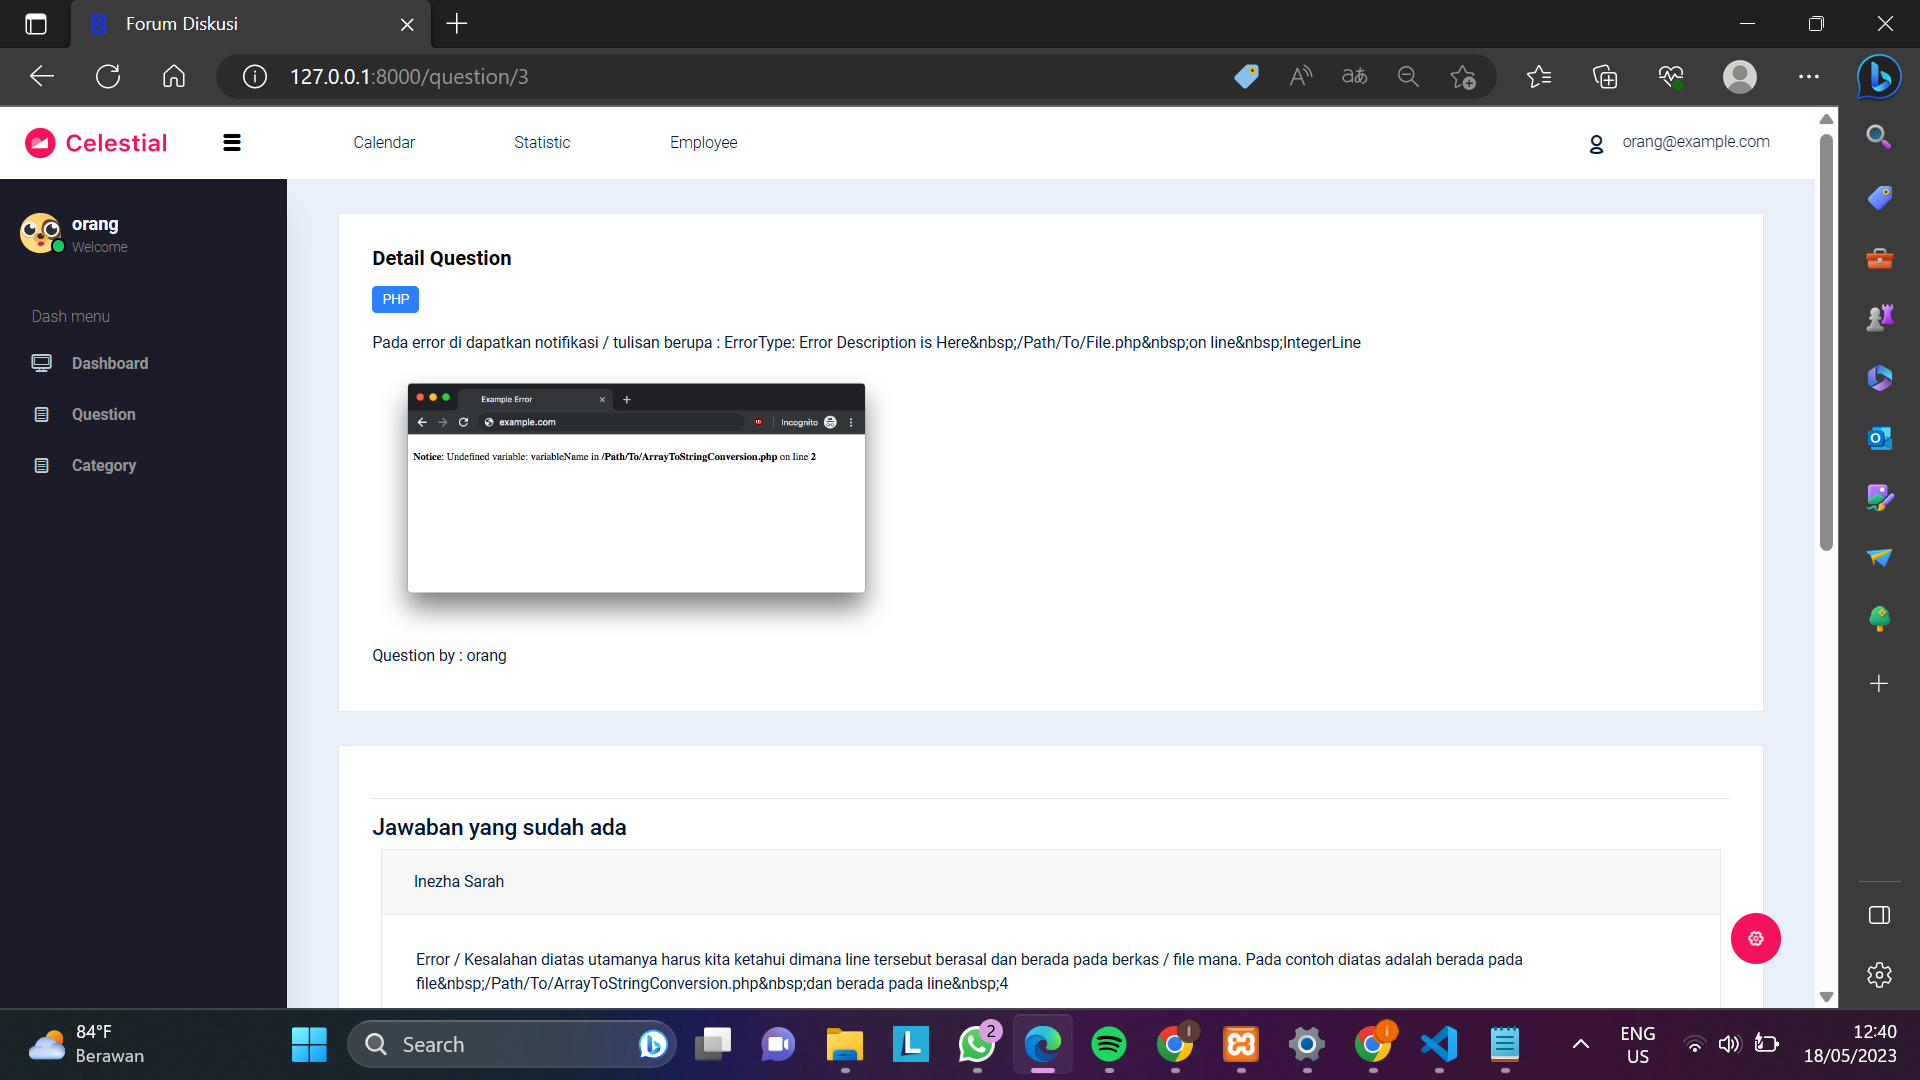 Forum Diskusi
127.0.0.1:8000/question/3
Celestial
Calendar
Statistic
Employee
orang@example.com
orang
Welcome
Dash menu
Dashboard
Question
Category
Detail Question
PHP
Pada error di dapatkan notifikasi / tulisan berupa : ErrorType: Error Description is Here&nbsp;/Path/To/File.php&nbsp;on line&nbsp;IntegerLine
Example Error
example.com
Incognito
Notice: Undefined variable: variableName in /Path/To/ArrayToStringConversion.php on line 2
Question by : orang
Jawaban yang sudah ada
Inezha Sarah
Error / Kesalahan diatas utamanya harus kita ketahui dimana line tersebut berasal dan berada pada berkas / file mana. Pada contoh diatas adalah berada pada
file&nbsp;/Path/To/ArrayToStringConversion.php&nbsp;dan berada pada line&nbsp;4
84°F
Berawan
Search
2
ENG
US
12:40
18/05/2023